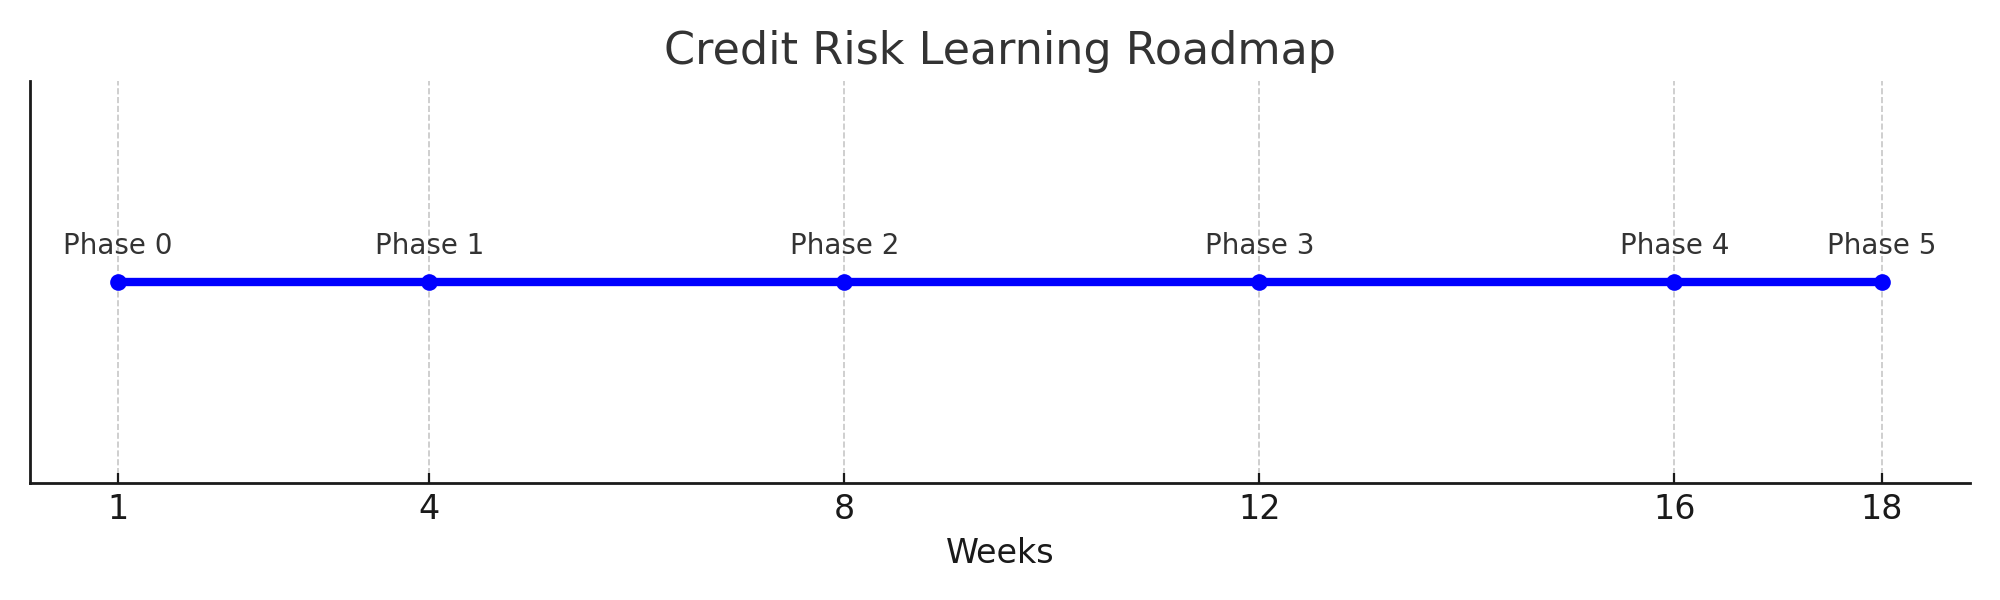 Credit Risk Learning Roadmap
Phase 0 Phase 1 Phase 2 Phase 3 Phase 4 Phase 5
1 4 8 12 16 18
Weeks